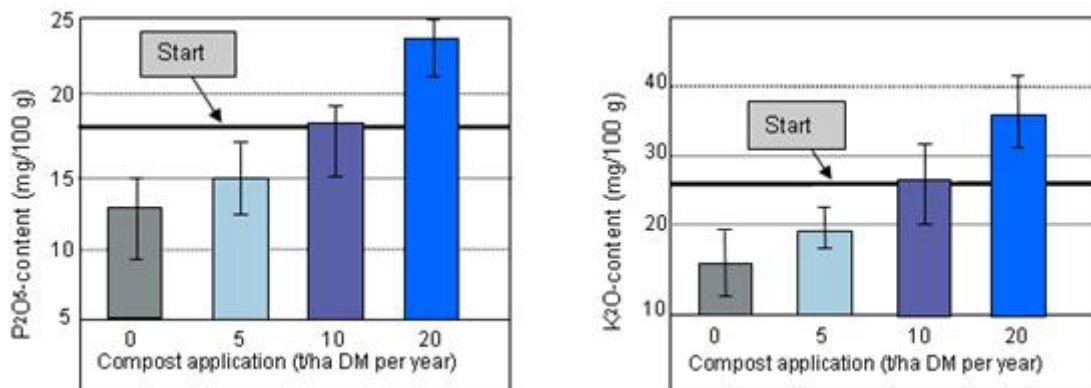 25
20
15
10
5
P2O5-content (mg/100 g)
Start
0 5 10 20
Compost application (t/ha DM per year)
40
30
20
10
K2O-content (mg/100 g)
Start
0 5 10 20
Compost application (t/ha DM per year)